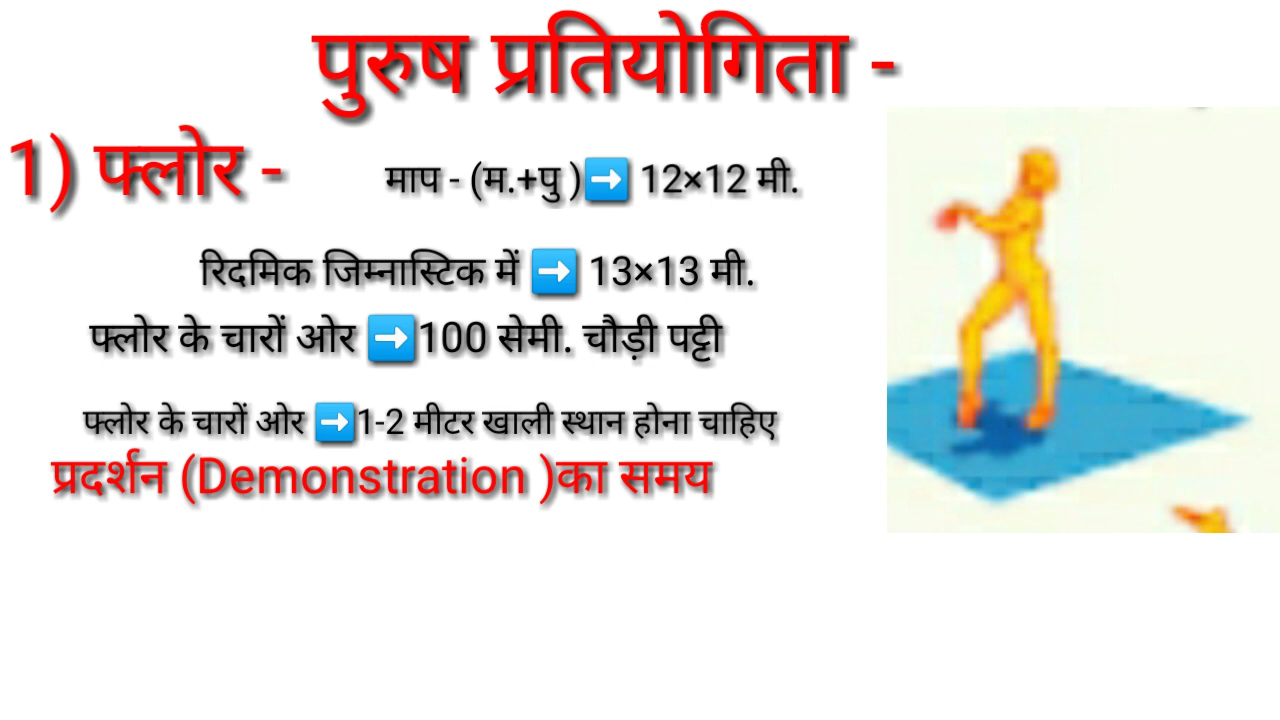 पुरुष प्रतियोगिता -
1) फ्लोर -
माप - (म.+पु )➡️ 12×12 मी.
रिदमिक जिम्नास्टिक में ➡️ 13×13 मी.
फ्लोर के चारों ओर ➡️100 सेमी. चौड़ी पट्टी
फ्लोर के चारों ओर ➡️1-2 मीटर खाली स्थान होना चाहिए
प्रदर्शन (Demonstration )का समय